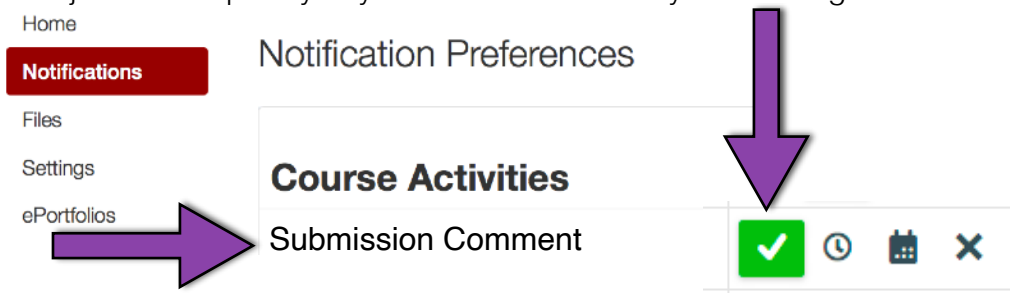 Home
Notifications
Files
Settings
ePortfolios
Notification Preferences
Course Activities
Submission Comment